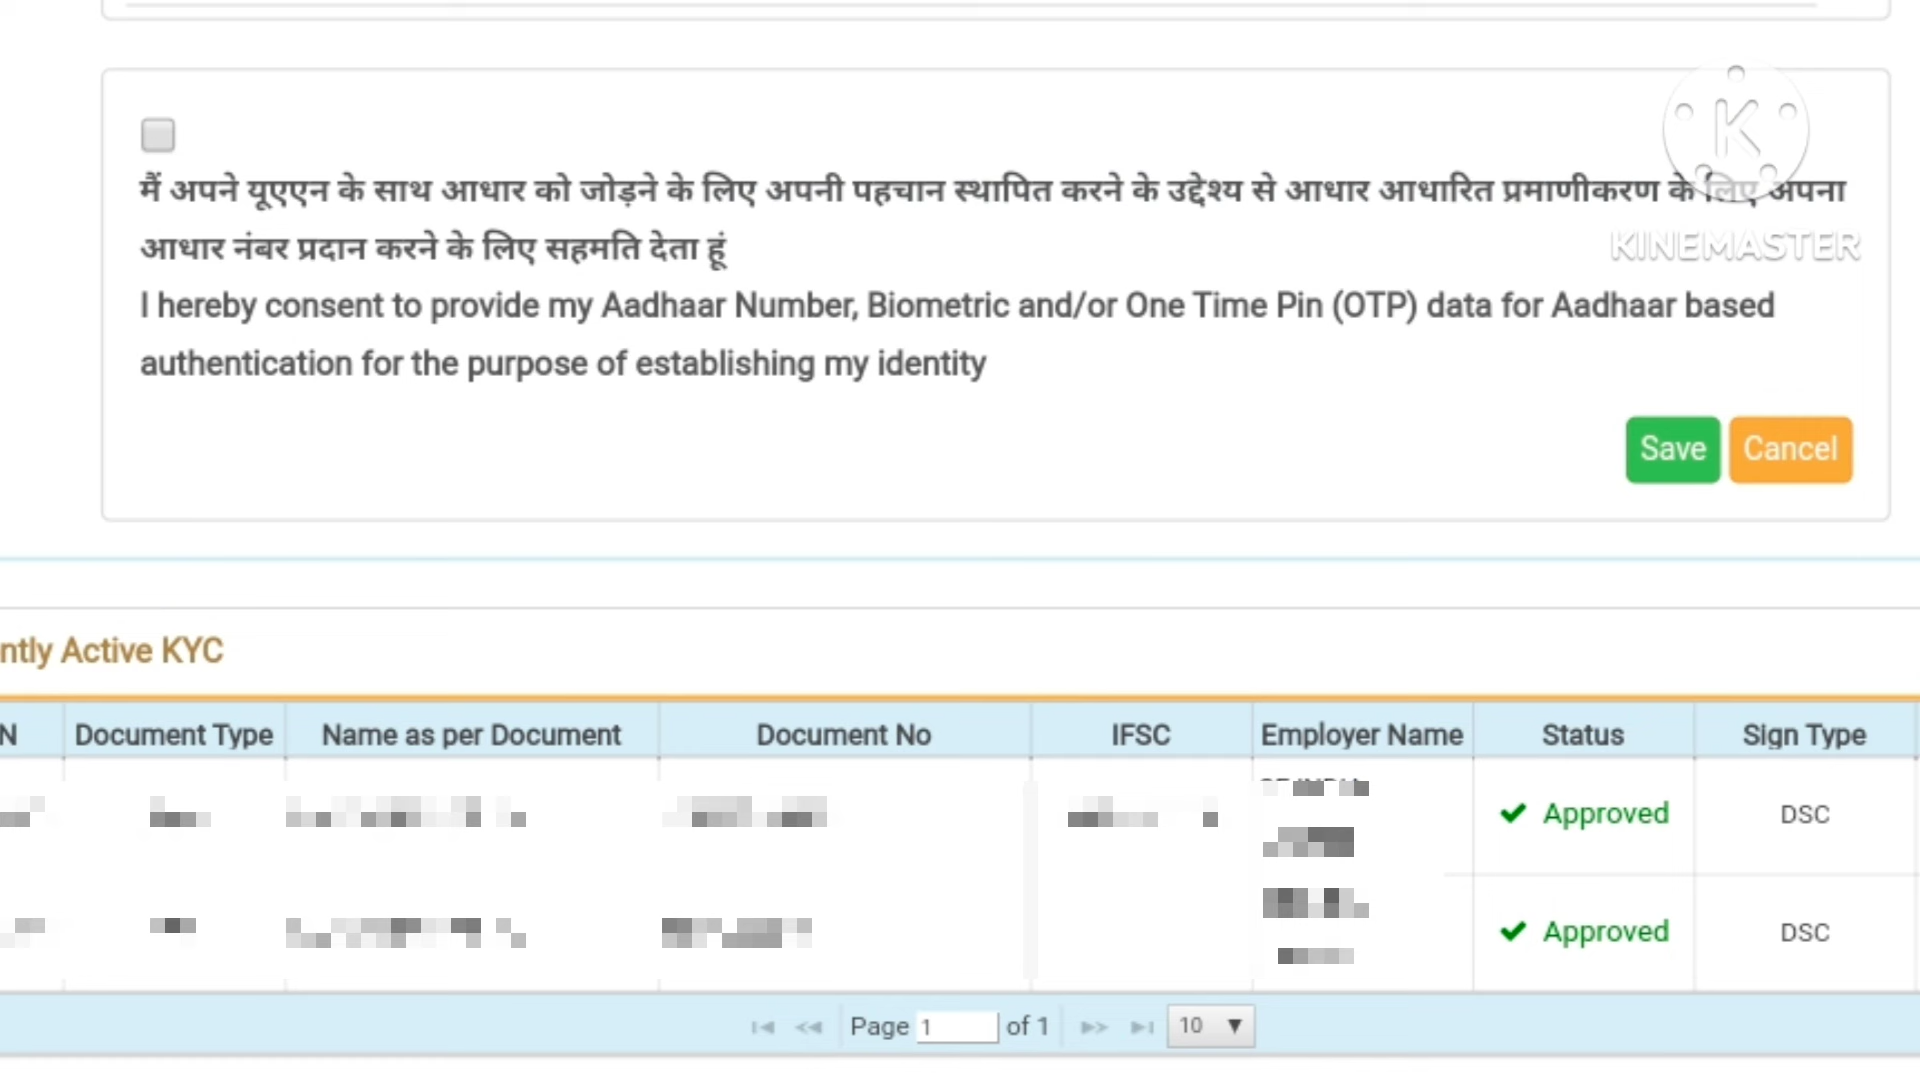 मैं अपने यूएएन के साथ आधार को जोड़ने के लिए अपनी पहचान स्थापित करने के उद्देश्य से आधार आधारित प्रमाणीकरण के लिए अपना
आधार नंबर प्रदान करने के लिए सहमति देता हूं
I hereby consent to provide my Aadhaar Number, Biometric and/or One Time Pin (OTP) data for Aadhaar based
authentication for the purpose of establishing my identity
K
KINEMASTER
Save Cancel
ntly Active KYC
N Document Type Name as per Document Document No IFSC Employer Name Status Sign Type
Approved DSC
Approved DSC
Page 1 of 1 10